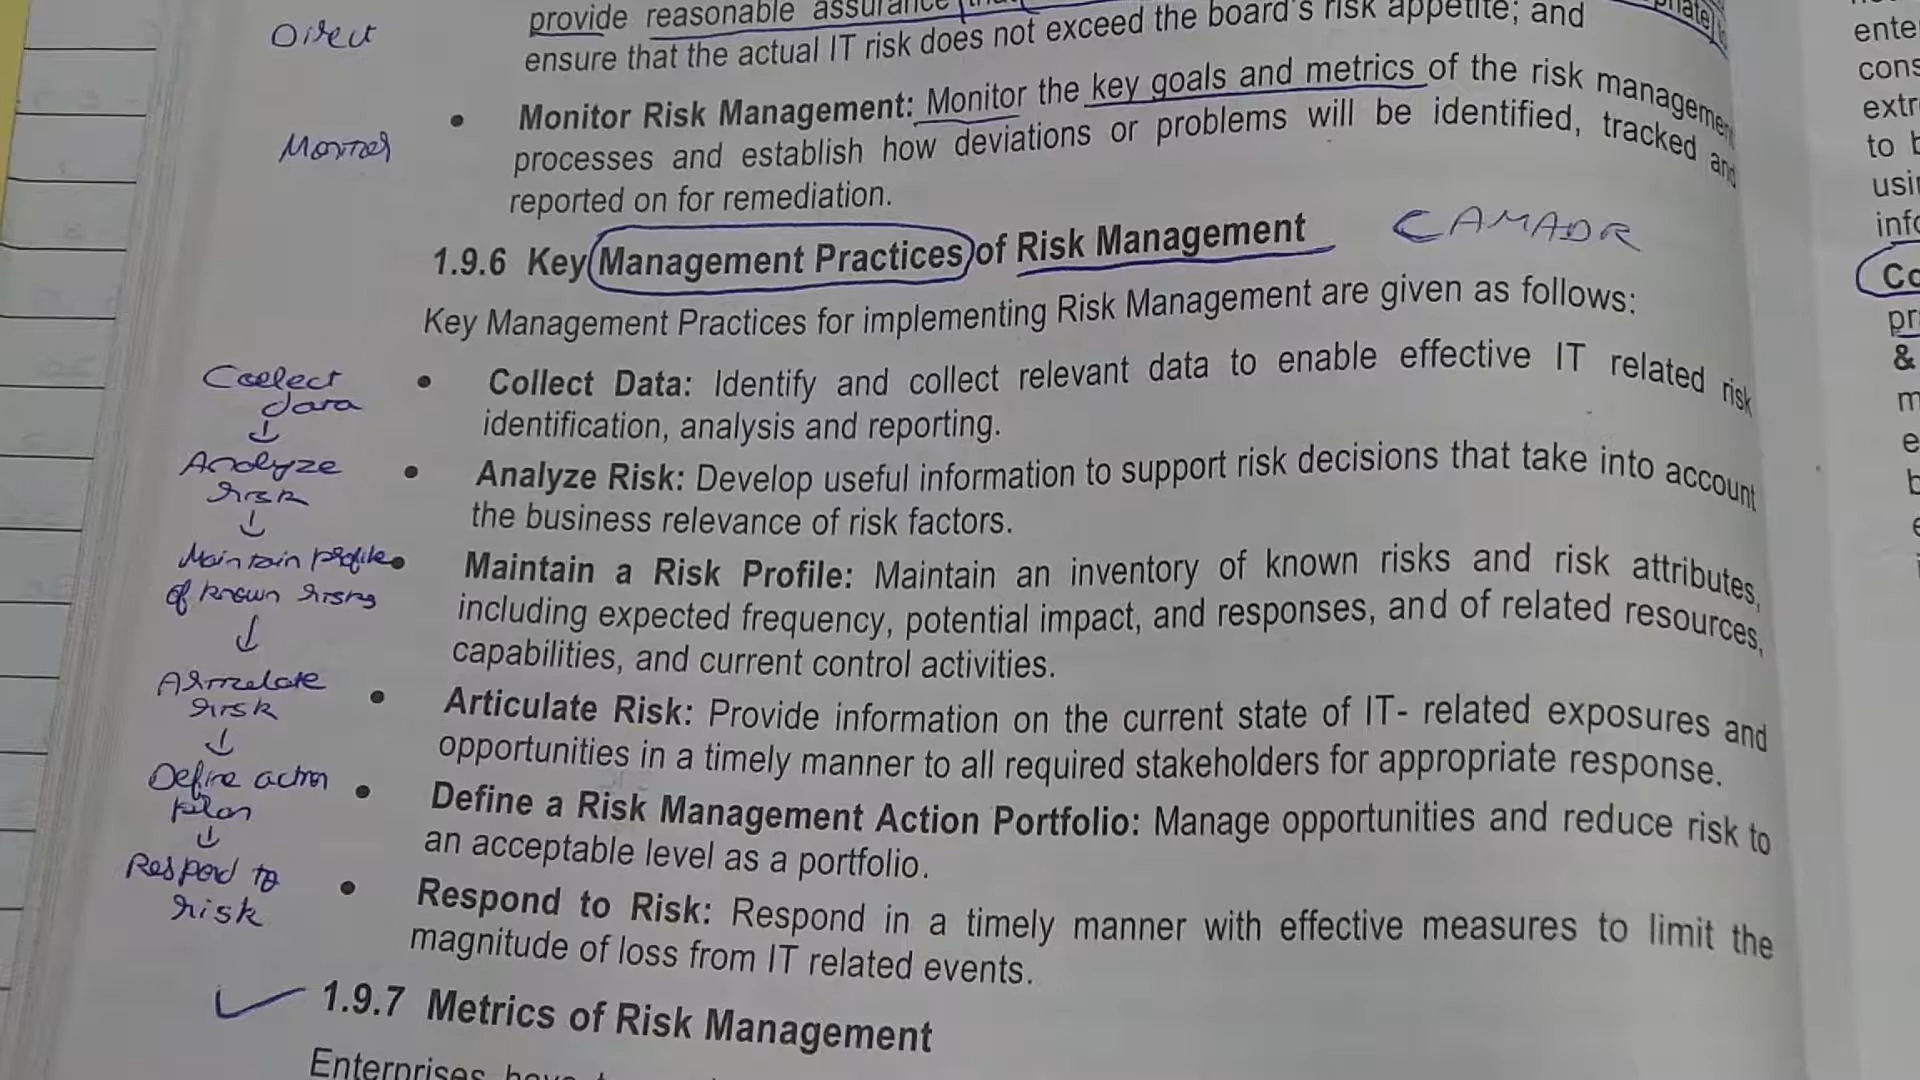 provide reasonable assurance
Direct
ensure that the actual IT risk does not exceed the board's risk appetite; and
• Monitor Risk Management: Monitor the key goals and metrics of the risk management
processes and establish how deviations or problems will be identified, tracked and
reported on for remediation.
1.9.6 Key Management Practices of Risk Management
CAMADR
Key Management Practices for implementing Risk Management are given as follows:
Collect
data
• Collect Data: Identify and collect relevant data to enable effective IT related risk
identification, analysis and reporting.
Analyze
risk
• Analyze Risk: Develop useful information to support risk decisions that take into account
the business relevance of risk factors.
Maintain profile
of known risks
• Maintain a Risk Profile: Maintain an inventory of known risks and risk attributes,
including expected frequency, potential impact, and responses, and of related resources,
capabilities, and current control activities.
risk
• Articulate Risk: Provide information on the current state of IT- related exposures and
opportunities in a timely manner to all required stakeholders for appropriate response.
Define action
plan
• Define a Risk Management Action Portfolio: Manage opportunities and reduce risk to
an acceptable level as a portfolio.
Respond to
risk
• Respond to Risk: Respond in a timely manner with effective measures to limit the
magnitude of loss from IT related events.
1.9.7 Metrics of Risk Management
Enterprises have
ente
cons
extr
to
usi
info
Co
pr
&
m
e